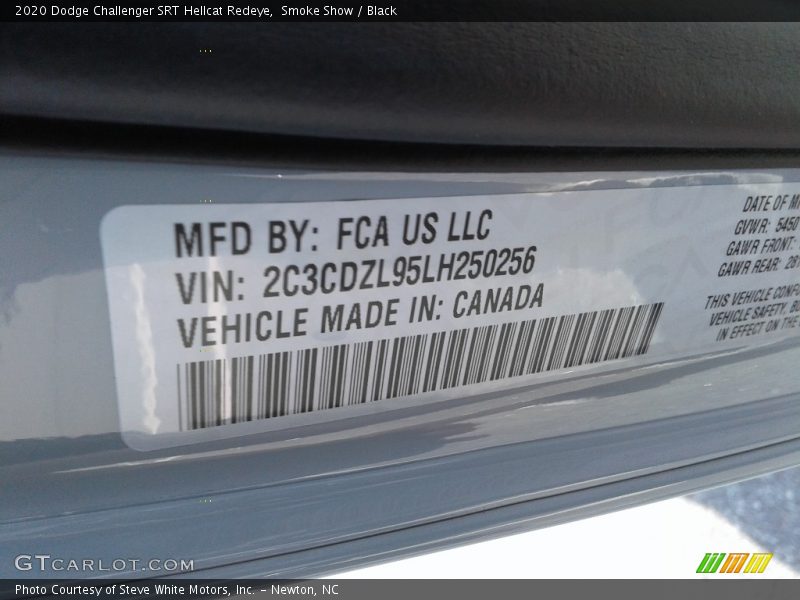 2020 Dodge Challenger SRT Hellcat Redeye,  Smoke Show / Black
MFD BY: FCA US LLC
VIN: 2C3CDZL95LH250256
VEHICLE MADE IN: CANADA
DATE OF M
GVWR: 5450
GAWR FRONT:
GAWR REAR:
THIS VEHICLE
VEHICLE SAFETY,
IN EFFECT ON THE
GTCARLOT.COM
Photo Courtesy of Steve White Motors, Inc. – Newton, NC